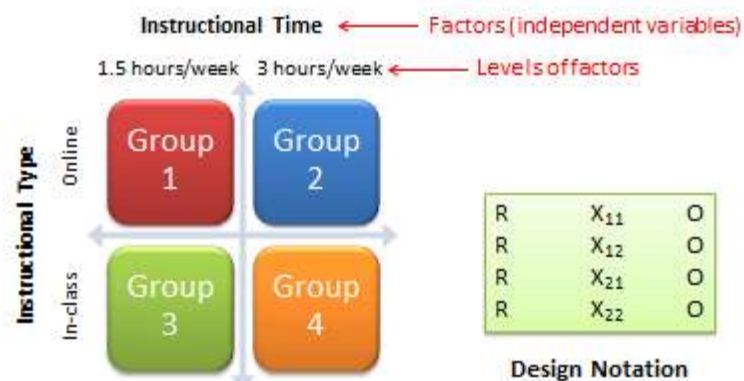 Instructional Time
Factors (independent variables)
1.5 hours/week 3 hours/week
Levels of factors
Instructional Type
Online
In-class
Group
1
Group
2
Group
3
Group
4
R X₁₁ O
R X₁₂ O
R X₂₁ O
R X₂₂ O
Design Notation